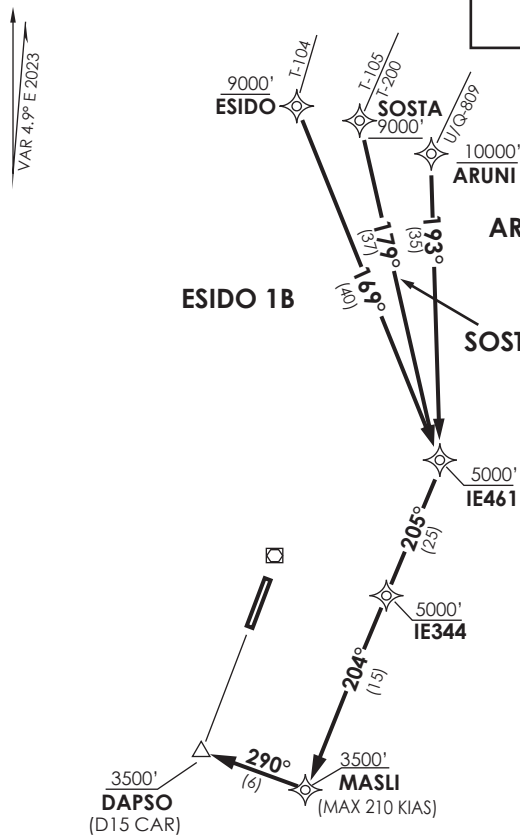 VAR 4.9° E 2023
T-104
9000'
ESIDO
T-105
T-200
SOSTA
9000'
U/Q-809
10000'
ARUNI
AR
193°
(35)
179°
(37)
169°
(40)
ESIDO 1B
SOST
5000'
IE461
205°
(25)
5000'
IE344
204°
(15)
290°
(6)
3500'
MASLI
(MAX 210 KIAS)
3500'
DAPSO
(D15 CAR)